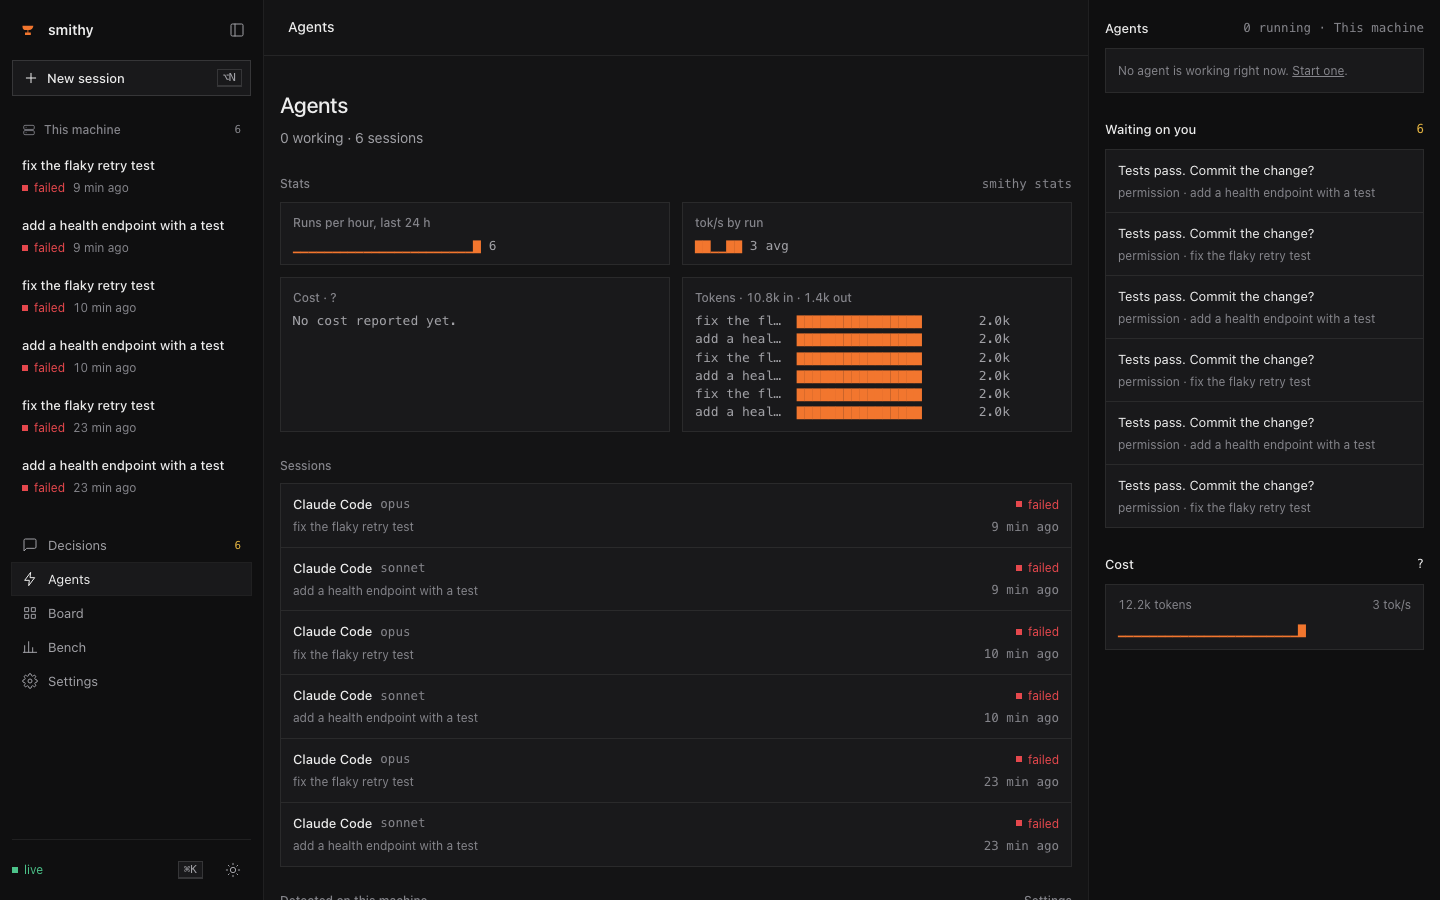 smithy
New session
⌥N
This machine 6
fix the flaky retry test
failed 9 min ago
add a health endpoint with a test
failed 9 min ago
fix the flaky retry test
failed 10 min ago
add a health endpoint with a test
failed 10 min ago
fix the flaky retry test
failed 23 min ago
add a health endpoint with a test
failed 23 min ago
Decisions 6
Agents
Board
Bench
Settings
live
⌘K
Agents
Agents
0 working · 6 sessions
Stats smithy stats
Runs per hour, last 24 h
6
tok/s by run
3 avg
Cost · ?
No cost reported yet.
Tokens · 10.8k in · 1.4k out
fix the fl… 2.0k
add a heal… 2.0k
fix the fl… 2.0k
add a heal… 2.0k
fix the fl… 2.0k
add a heal… 2.0k
Sessions
Claude Code opus failed
fix the flaky retry test 9 min ago
Claude Code sonnet failed
add a health endpoint with a test 9 min ago
Claude Code opus failed
fix the flaky retry test 10 min ago
Claude Code sonnet failed
add a health endpoint with a test 10 min ago
Claude Code opus failed
fix the flaky retry test 23 min ago
Claude Code sonnet failed
add a health endpoint with a test 23 min ago
Detected on this machine Settings
Agents 0 running · This machine
No agent is working right now. Start one.
Waiting on you 6
Tests pass. Commit the change?
permission · add a health endpoint with a test
Tests pass. Commit the change?
permission · fix the flaky retry test
Tests pass. Commit the change?
permission · add a health endpoint with a test
Tests pass. Commit the change?
permission · fix the flaky retry test
Tests pass. Commit the change?
permission · add a health endpoint with a test
Tests pass. Commit the change?
permission · fix the flaky retry test
Cost ?
12.2k tokens 3 tok/s